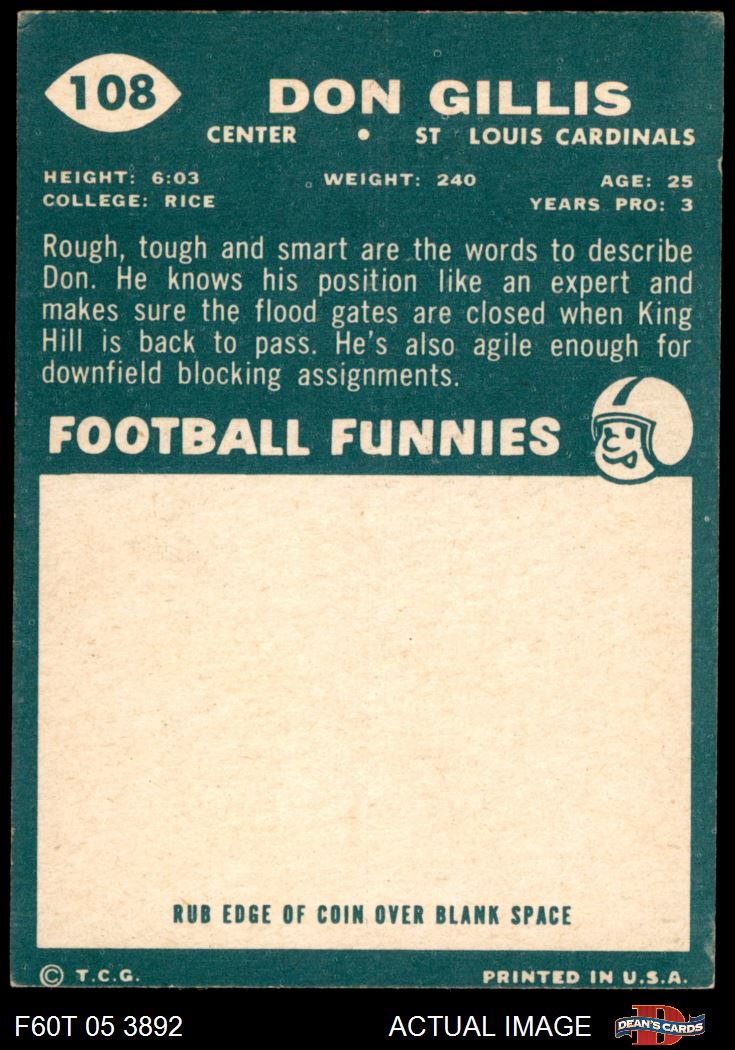 108
DON GILLIS
CENTER • ST LOUIS CARDINALS
HEIGHT: 6:03 WEIGHT: 240 AGE: 25
COLLEGE: RICE YEARS PRO: 3
Rough, tough and smart are the words to describe
Don. He knows his position like an expert and
makes sure the flood gates are closed when King
Hill is back to pass. He's also agile enough for
downfield blocking assignments.
FOOTBALL FUNNIES
RUB EDGE OF COIN OVER BLANK SPACE
© T.C.G. PRINTED IN U.S.A.
F60T 05 3892 ACTUAL IMAGE D DEAN'S CARDS